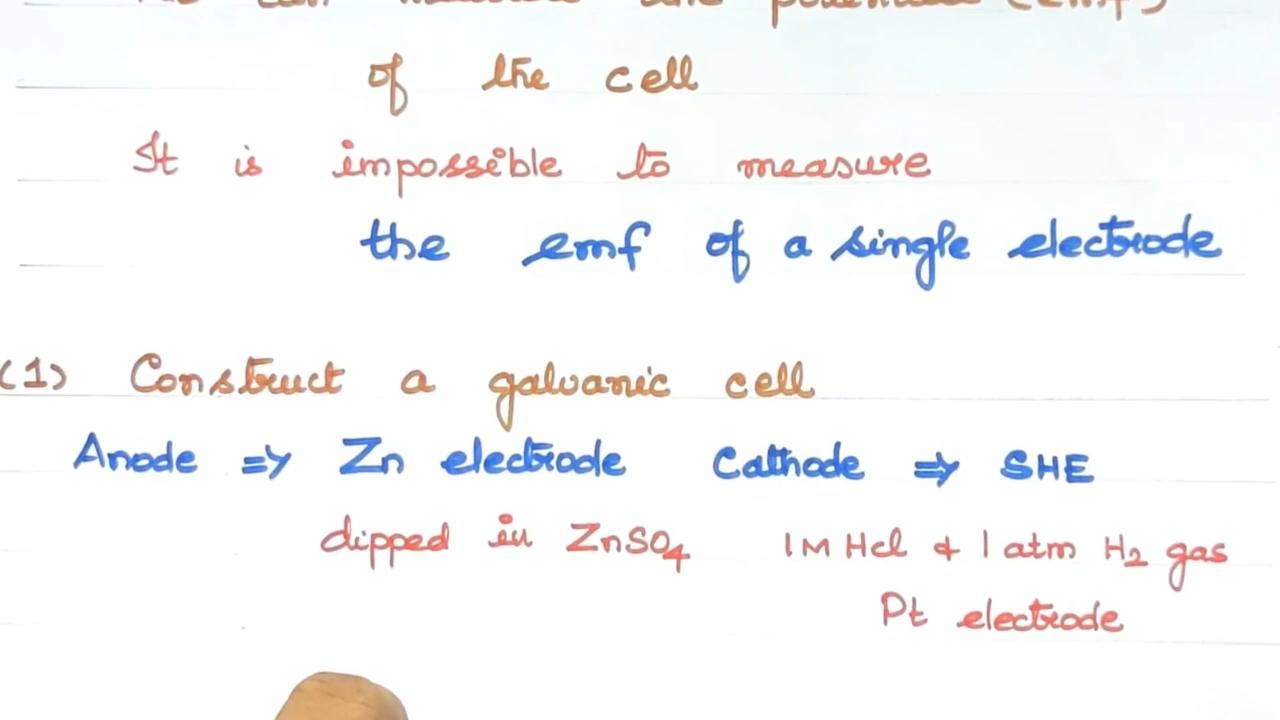 of the cell
It is impossible to measure
the emf of a single electrode
(1) Construct a galvanic cell
Anode => Zn electrode Cathode => SHE
dipped in ZnSO4 1M Hcl & 1 atm H2 gas
Pt electrode